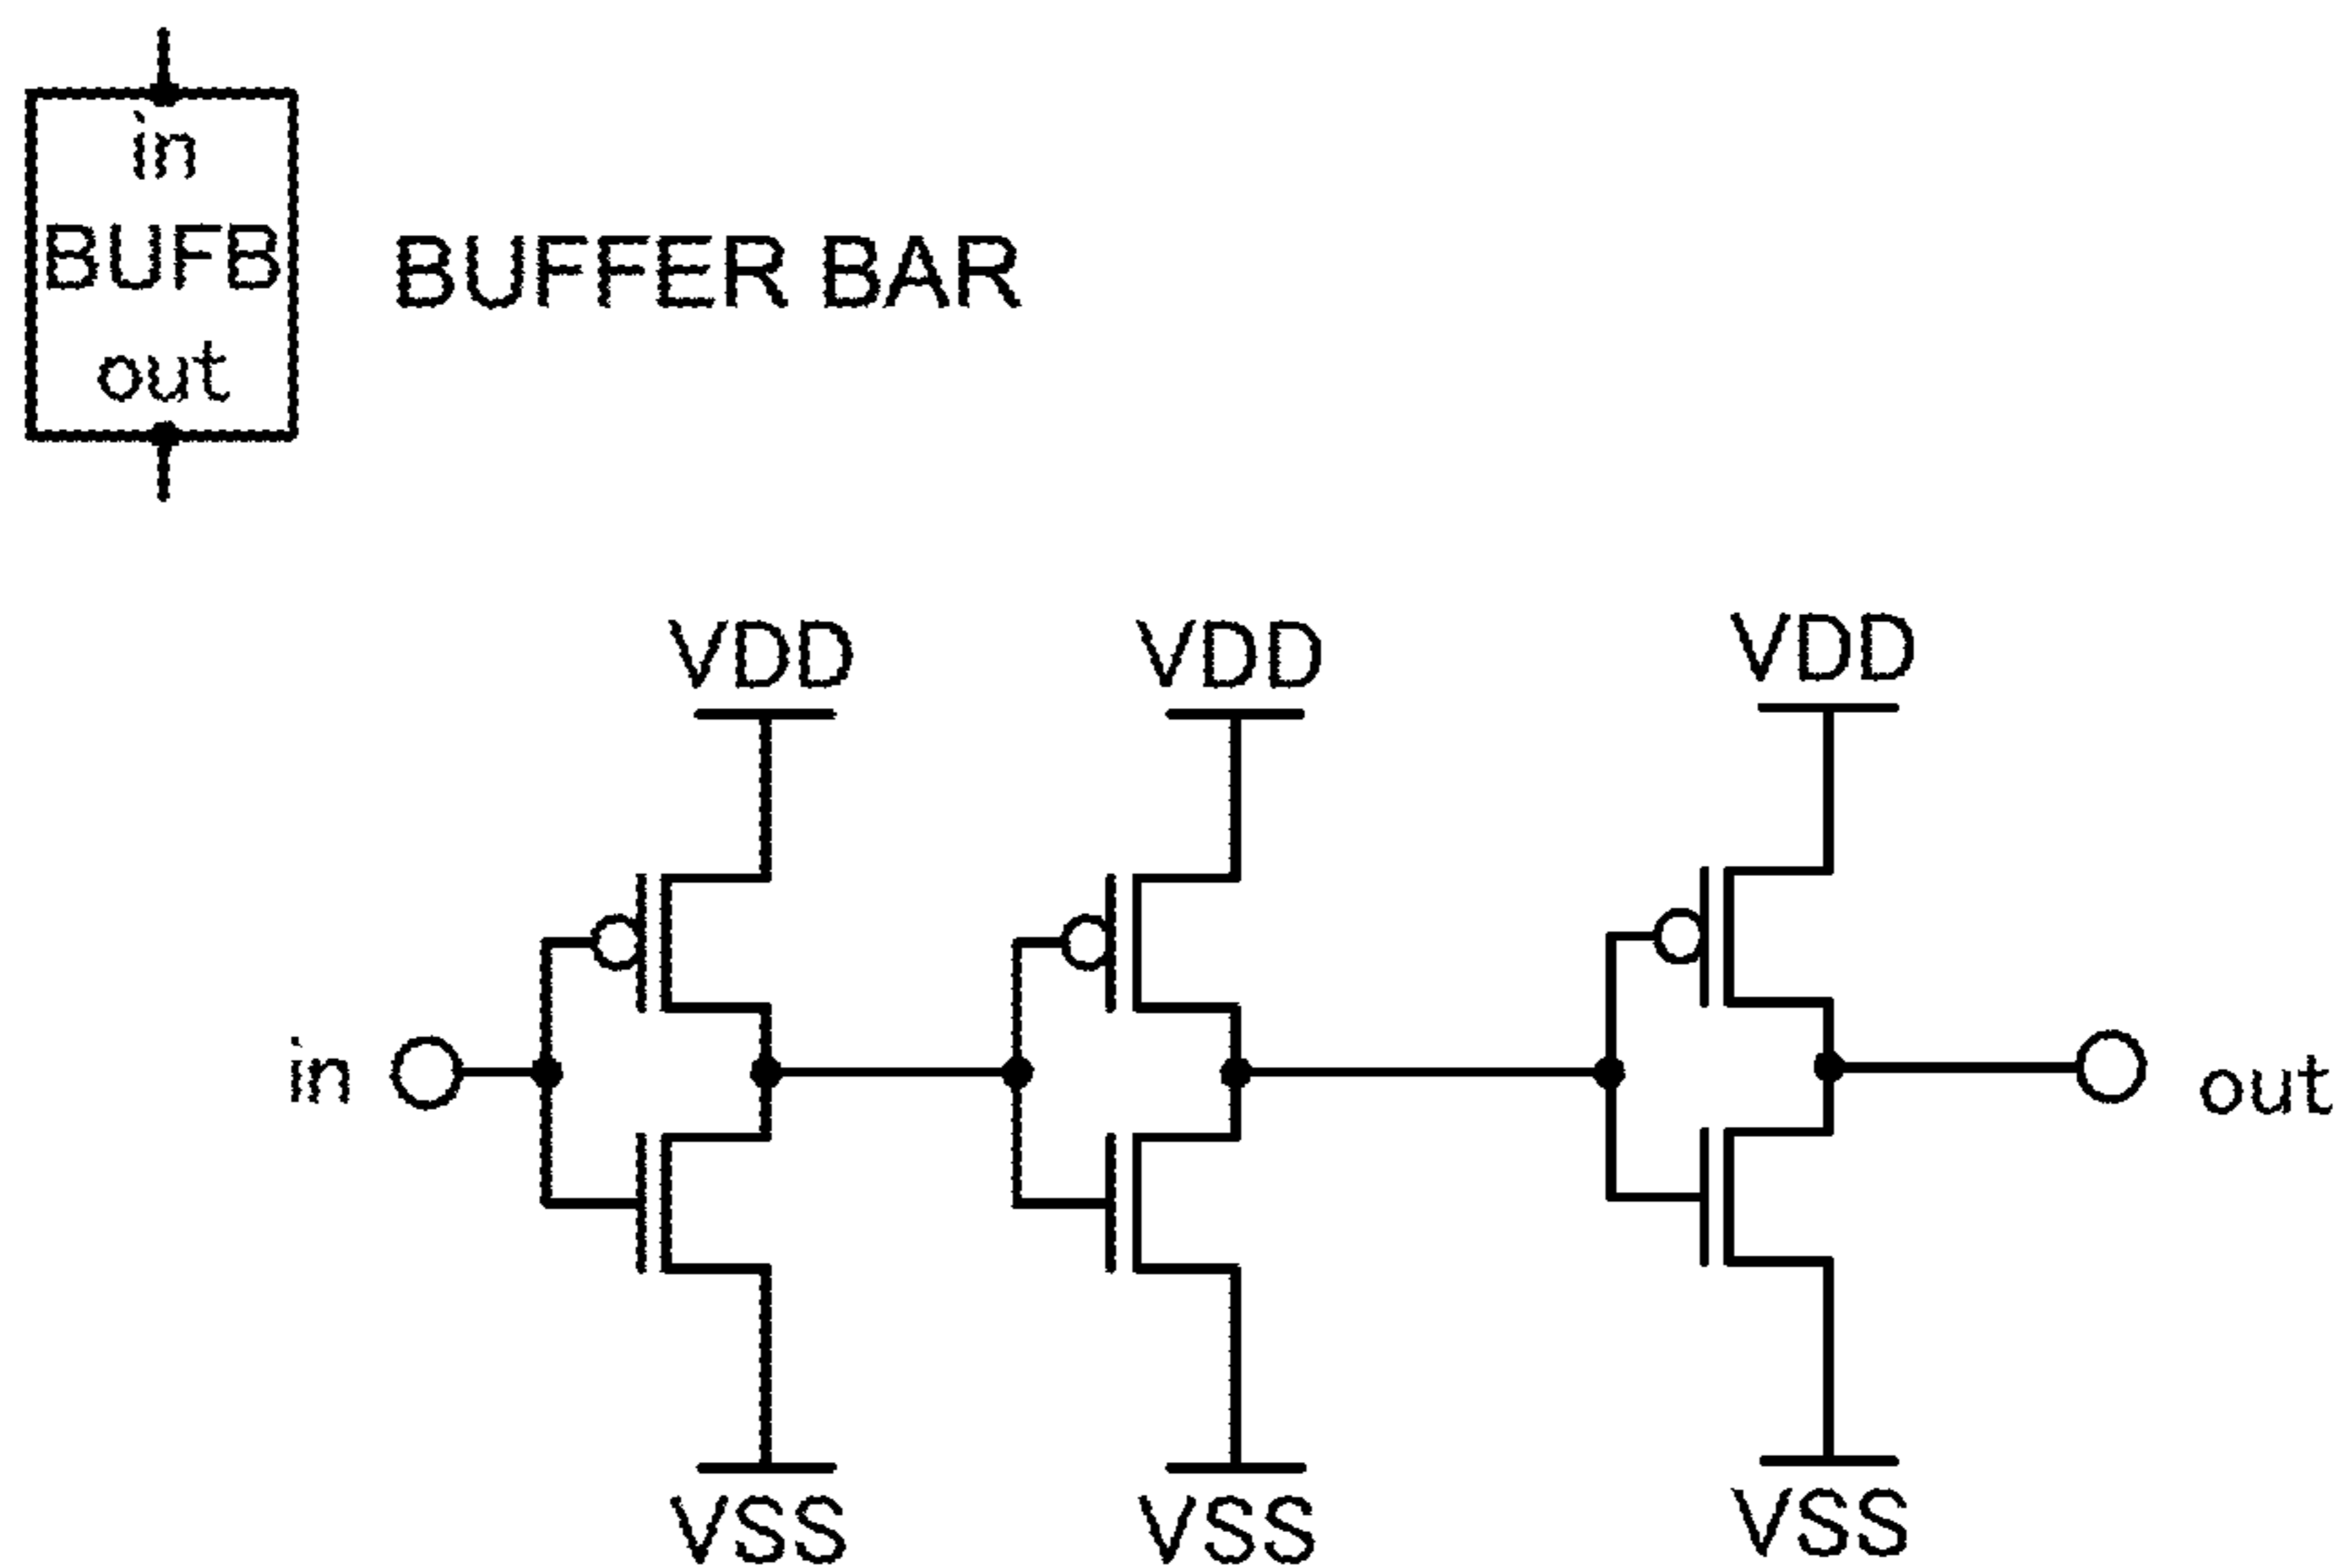 in
BUFB
out
BUFFER BAR
VDD VDD VDD
in out
VSS VSS VSS